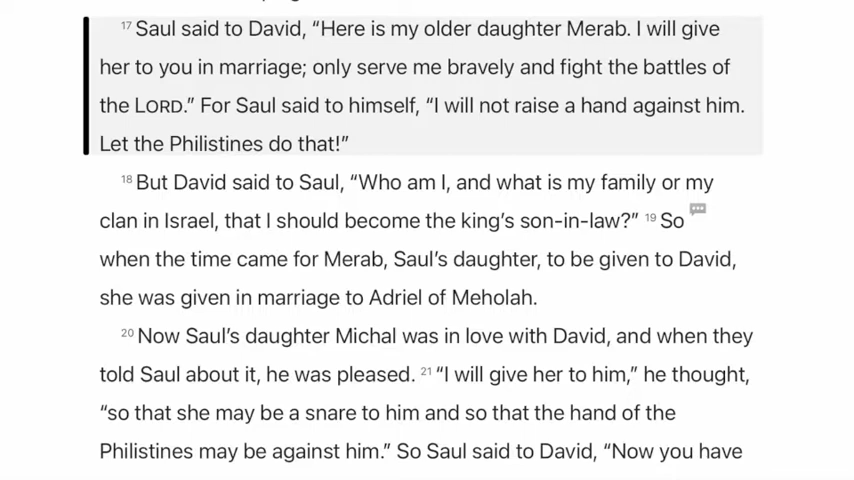 17 Saul said to David, “Here is my older daughter Merab. I will give
her to you in marriage; only serve me bravely and fight the battles of
the LORD.” For Saul said to himself, “I will not raise a hand against him.
Let the Philistines do that!”
18 But David said to Saul, “Who am I, and what is my family or my
clan in Israel, that I should become the king’s son-in-law?” 19 So
when the time came for Merab, Saul’s daughter, to be given to David,
she was given in marriage to Adriel of Meholah.
20 Now Saul’s daughter Michal was in love with David, and when they
told Saul about it, he was pleased. 21 “I will give her to him,” he thought,
“so that she may be a snare to him and so that the hand of the
Philistines may be against him.” So Saul said to David, “Now you have